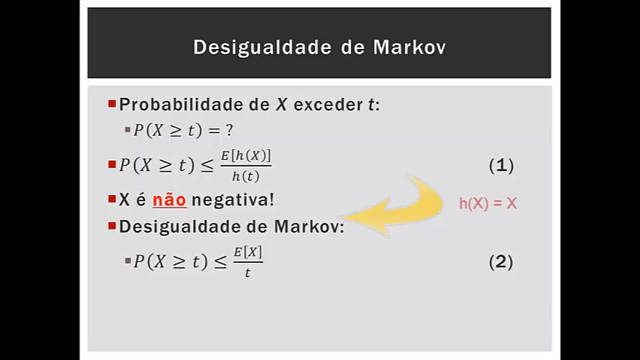 Desigualdade de Markov
Probabilidade de X exceder t:
P(X ≥ t) = ?
P(X ≥ t) ≤ E[h(X)]/h(t) (1)
X é não negativa!
h(X) = X
Desigualdade de Markov:
P(X ≥ t) ≤ E[X]/t (2)